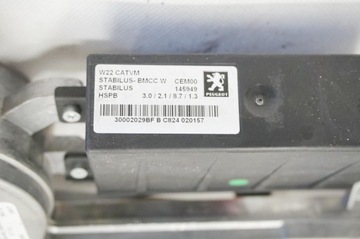 W22 CATVM
STABILUS- BMCC W CEM00
STABILUS 145949
HSPB 3.0 / 2.1 / 8.7 / 1.3
PEUGEOT
30002029BF B C824 020157